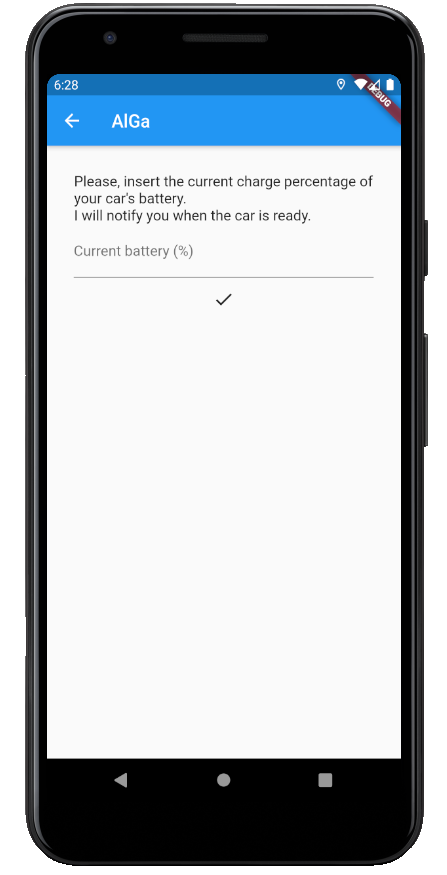 6:28
DEBUG
AlGa
Please, insert the current charge percentage of
your car's battery.
I will notify you when the car is ready.
Current battery (%)